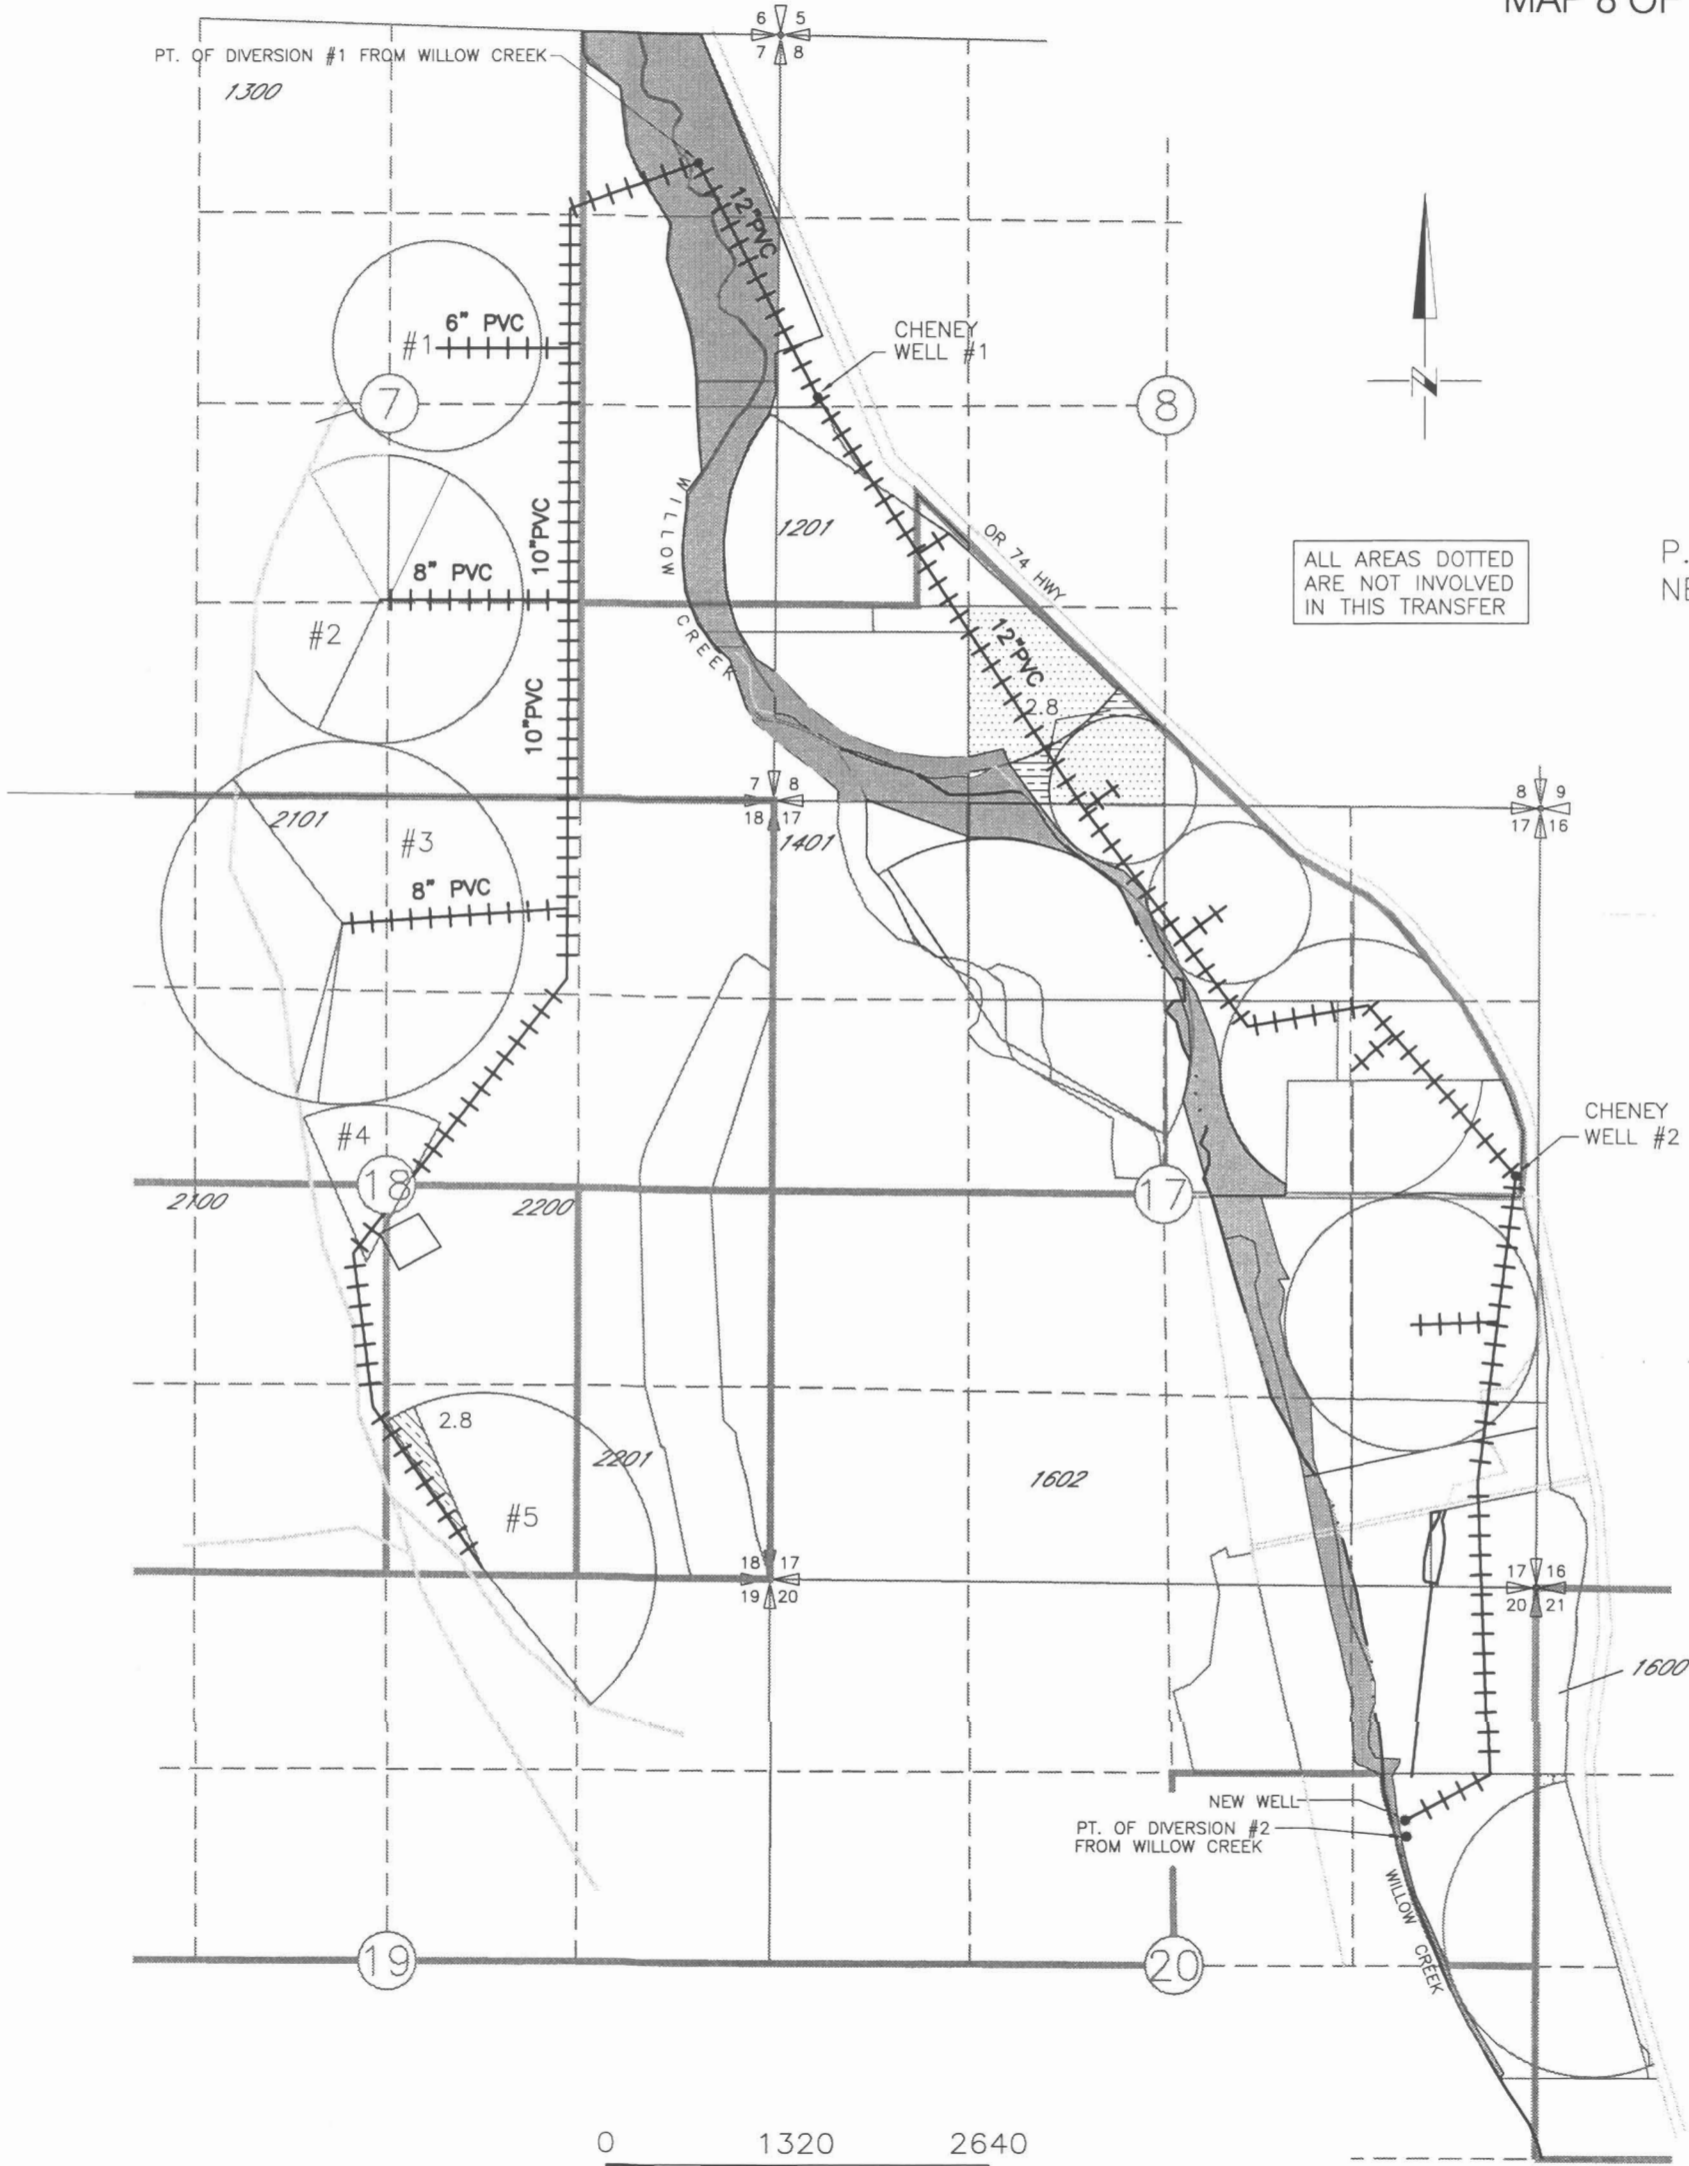 MAP 8 OF
6 5
7 8
PT. OF DIVERSION #1 FROM WILLOW CREEK
1300
12"PVC
6" PVC
#1
CHENEY
WELL #1
7
8
N
WILLOW
CREEK
1201
10"PVC
OR 74 HWY
ALL AREAS DOTTED
ARE NOT INVOLVED
IN THIS TRANSFER
P.
NE
8" PVC
#2
12"PVC
2.8
10"PVC
7 8
18 17
8 9
17 16
2101
#3
1401
8" PVC
CHENEY
WELL #2
#4
18
17
2100
2200
2.8
2201
1602
#5
18 17
19 20
17 16
20 21
1600
NEW WELL
PT. OF DIVERSION #2
FROM WILLOW CREEK
WILLOW
CREEK
19
20
0 1320 2640